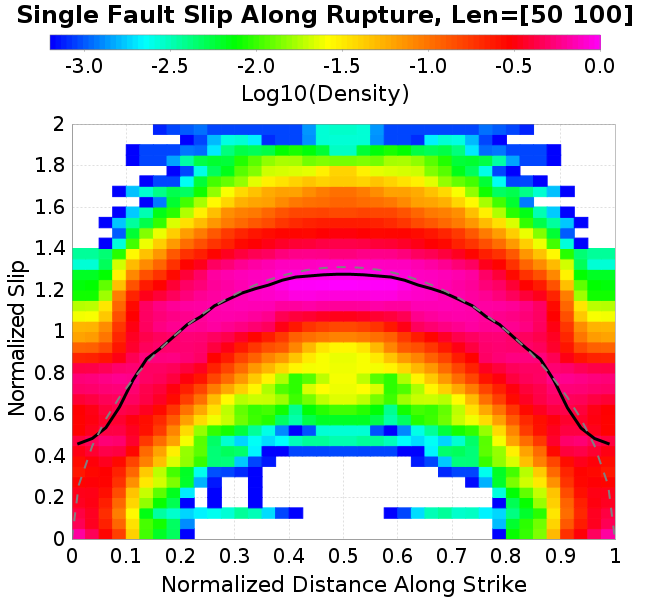 Single Fault Slip Along Rupture, Len=[50 100]
-3.0 -2.5 -2.0 -1.5 -1.0 -0.5 0.0
Log10(Density)
2
1.8
1.6
1.4
1.2
1
0.8
0.6
0.4
0.2
0
Normalized Slip
0 0.1 0.2 0.3 0.4 0.5 0.6 0.7 0.8 0.9 1
Normalized Distance Along Strike